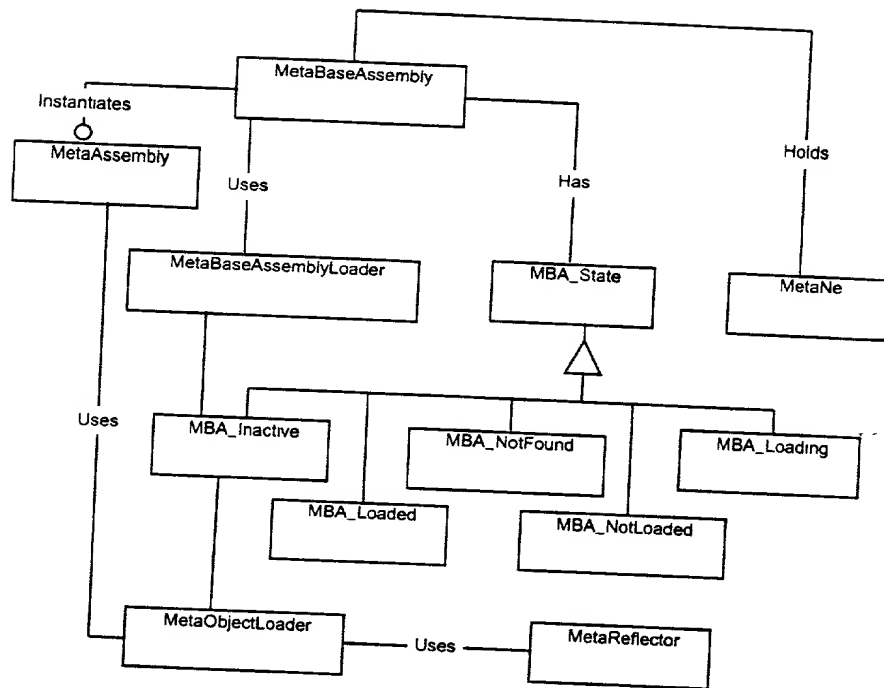 MetaBaseAssembly
Instantiates
MetaAssembly
Holds
Uses
Has
MetaBaseAssemblyLoader
MBA_State
MetaNe
Uses
MBA_Inactive
MBA_NotFound
MBA_Loading
MBA_Loaded
MBA_NotLoaded
MetaObjectLoader
Uses
MetaReflector